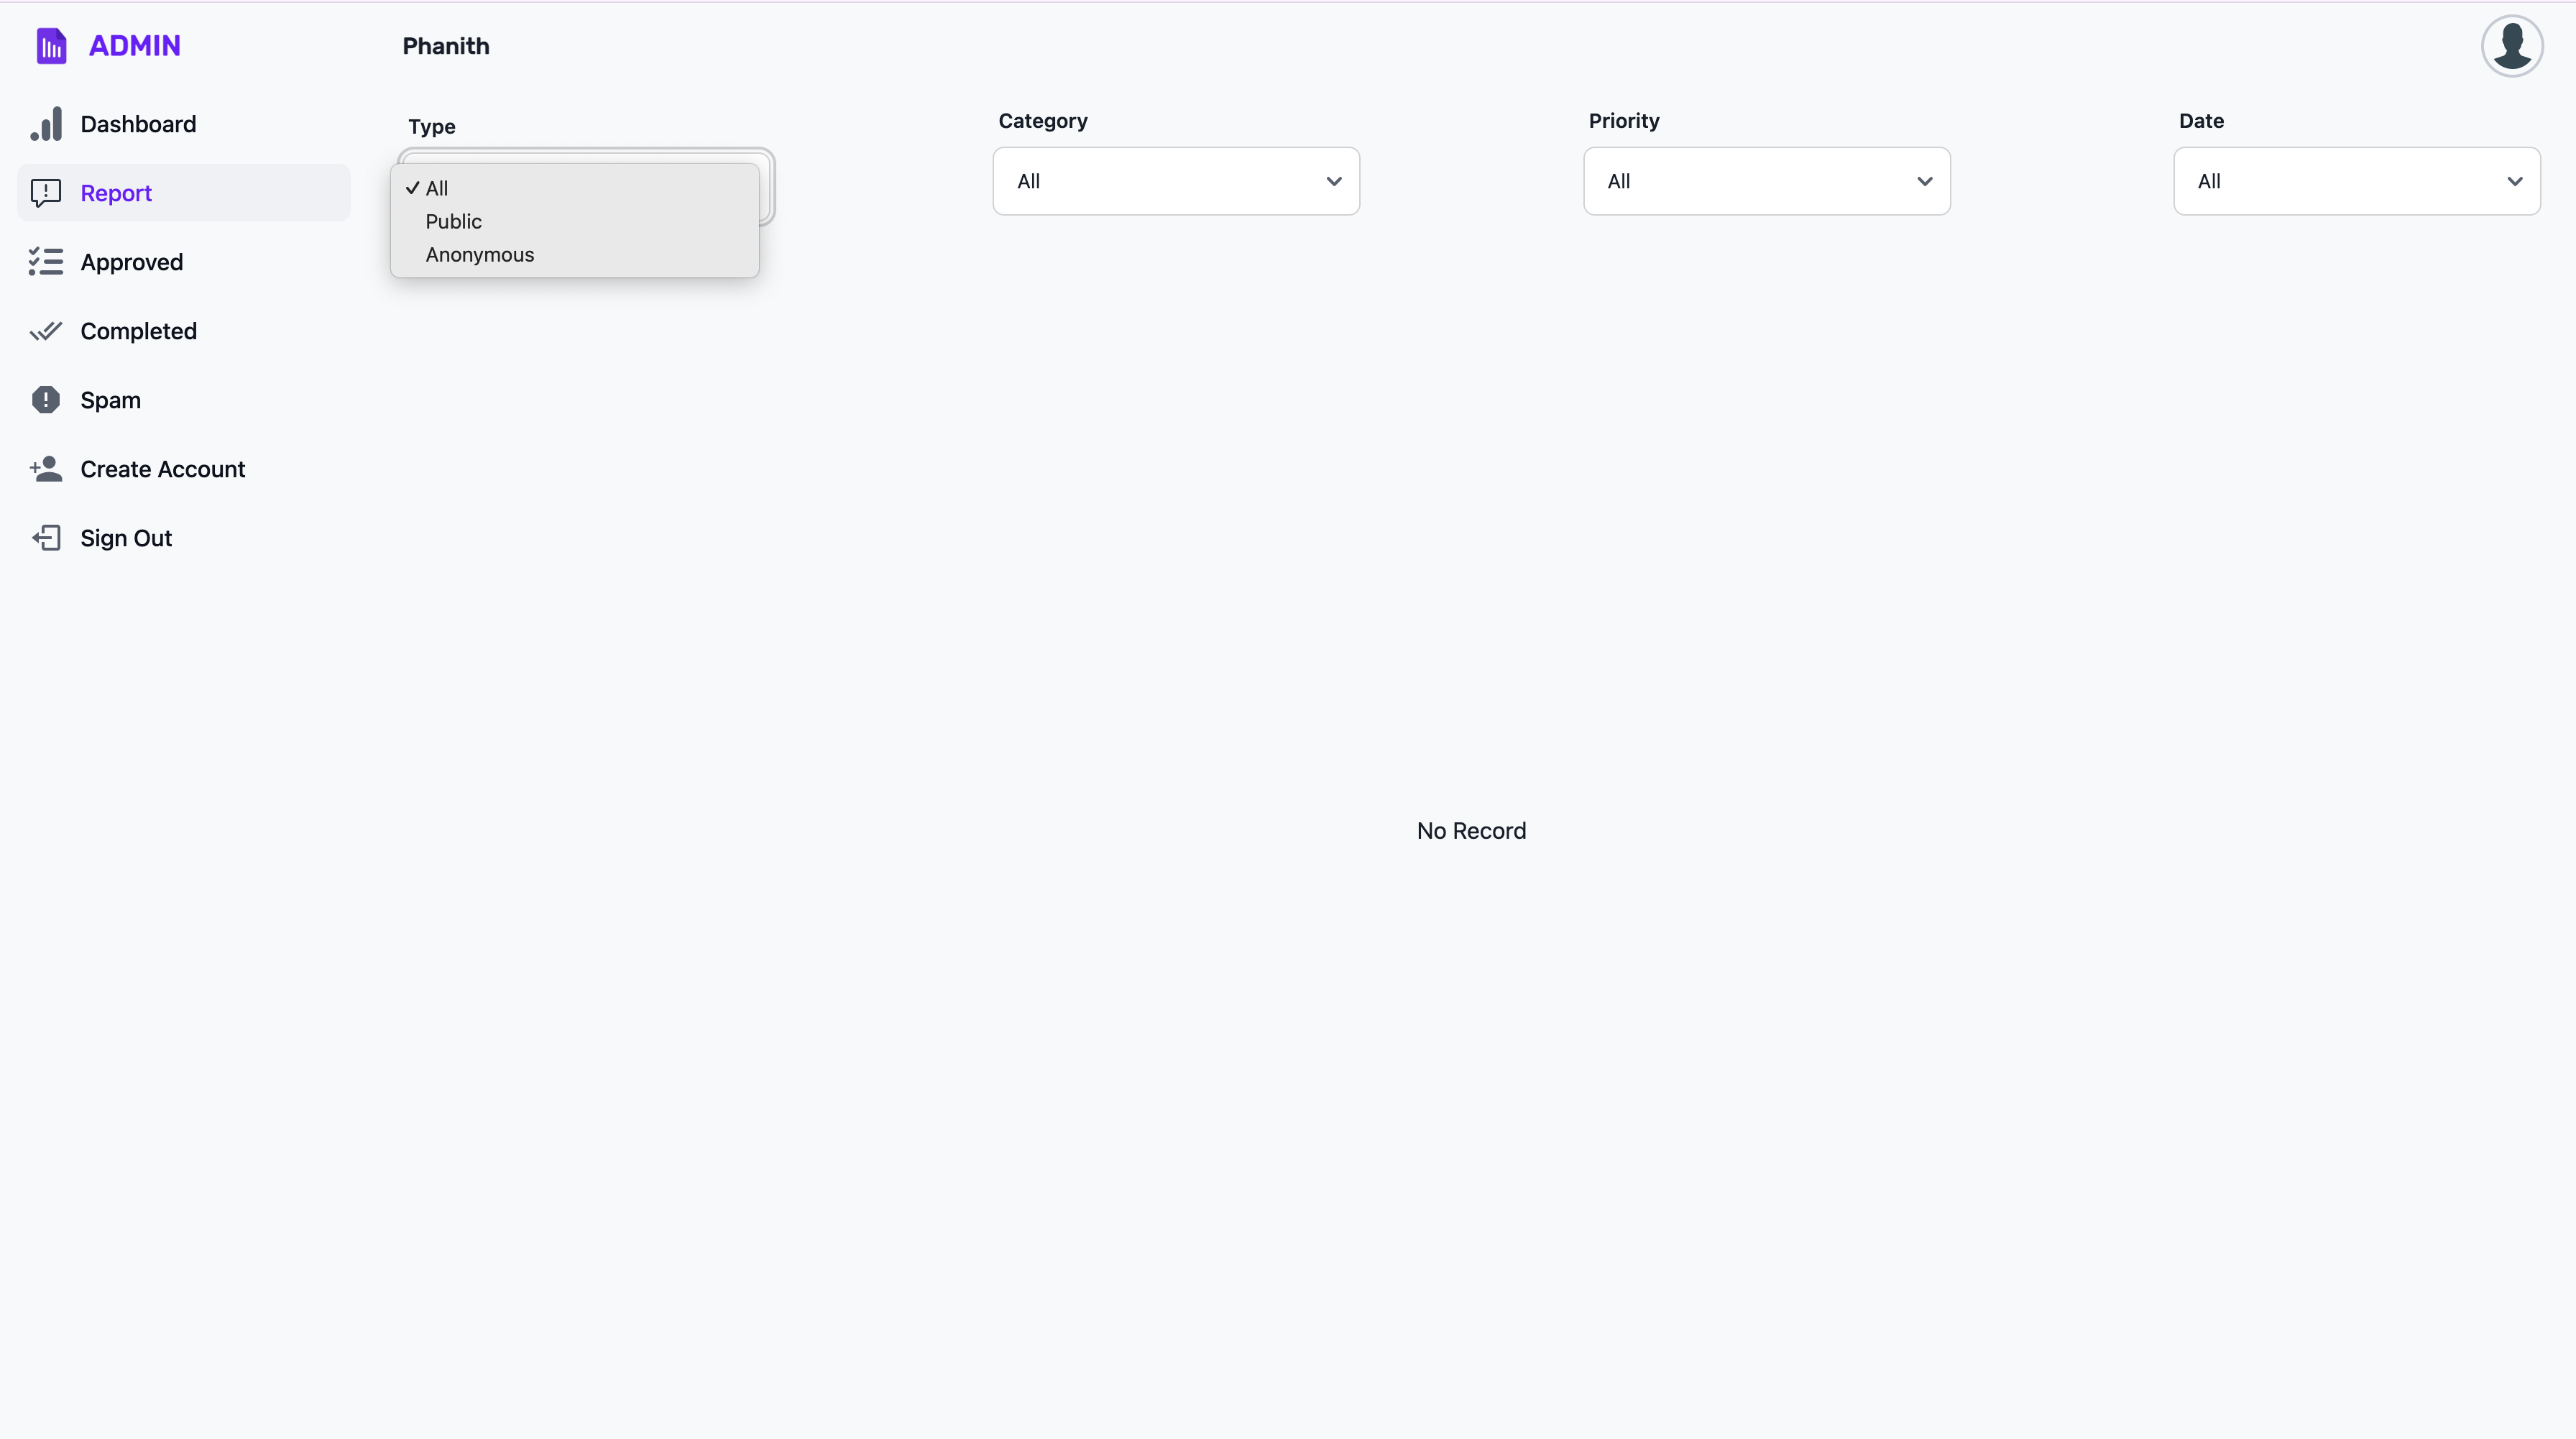 ADMIN
Phanith
Dashboard
Report
Approved
Completed
Spam
Create Account
Sign Out
Type
All
Public
Anonymous
Category
All
Priority
All
Date
All
No Record